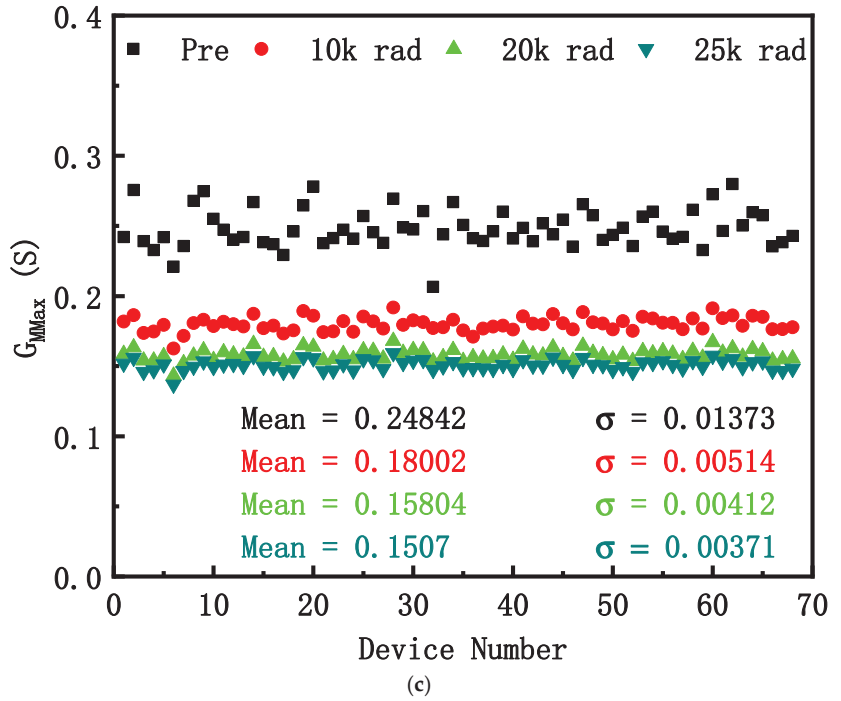 0.4
Pre 10k rad 20k rad 25k rad
0.3
0.2
0.1
0.0
G_MMax (S)
Mean = 0.24842 σ = 0.01373
Mean = 0.18002 σ = 0.00514
Mean = 0.15804 σ = 0.00412
Mean = 0.1507 σ = 0.00371
0 10 20 30 40 50 60 70
Device Number
(c)